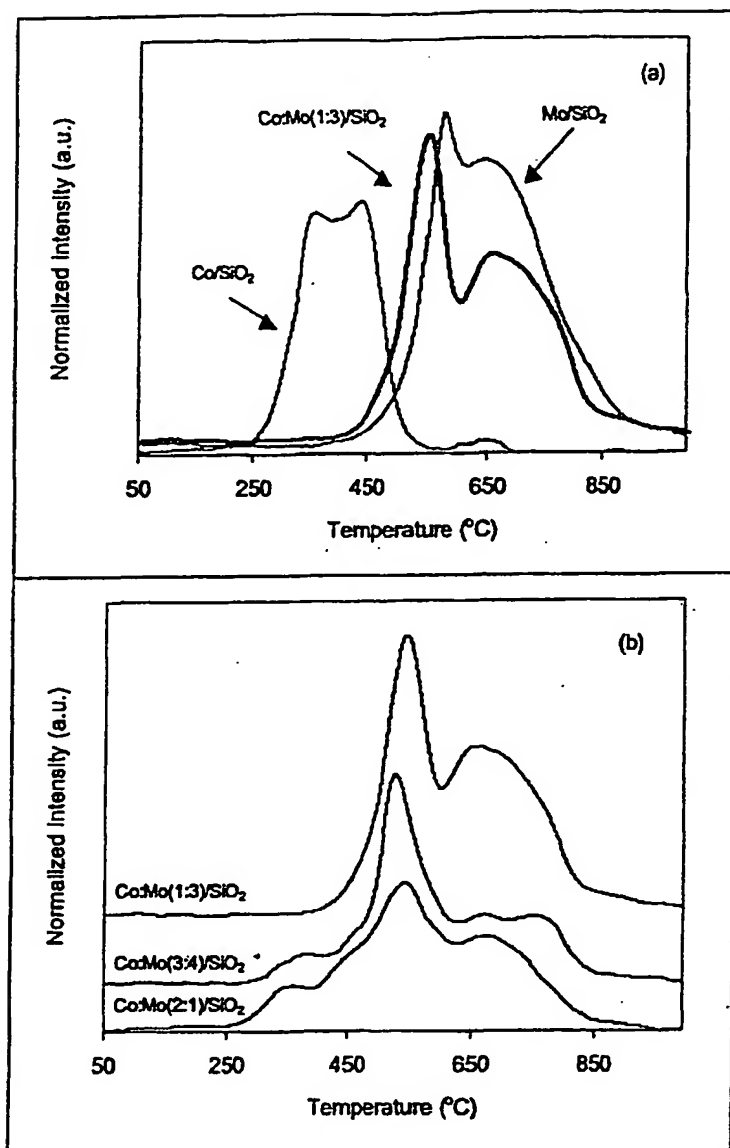 (a)
Normalized Intensity (a.u.)
Co:Mo(1:3)/SiO₂
Mo/SiO₂
Co/SiO₂
50 250 450 650 850
Temperature (°C)
(b)
Normalized Intensity (a.u.)
Co:Mo(1:3)/SiO₂
Co:Mo(3:4)/SiO₂
Co:Mo(2:1)/SiO₂
50 250 450 650 850
Temperature (°C)